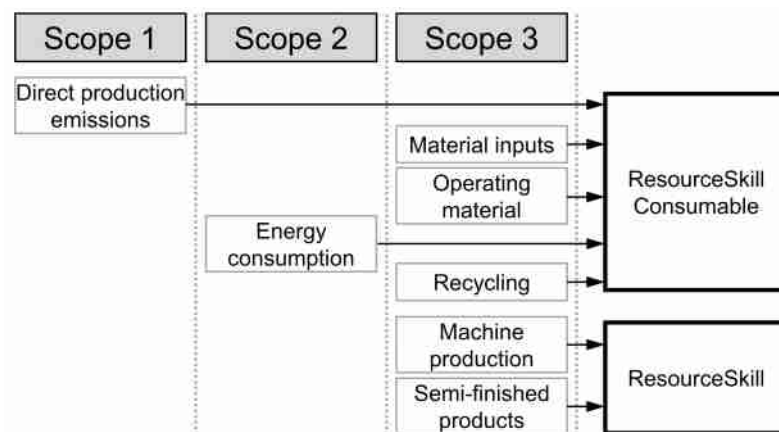 Scope 1
Scope 2
Scope 3
Direct production
emissions
Material inputs
Operating
material
Energy
consumption
Recycling
ResourceSkill
Consumable
Machine
production
Semi-finished
products
ResourceSkill